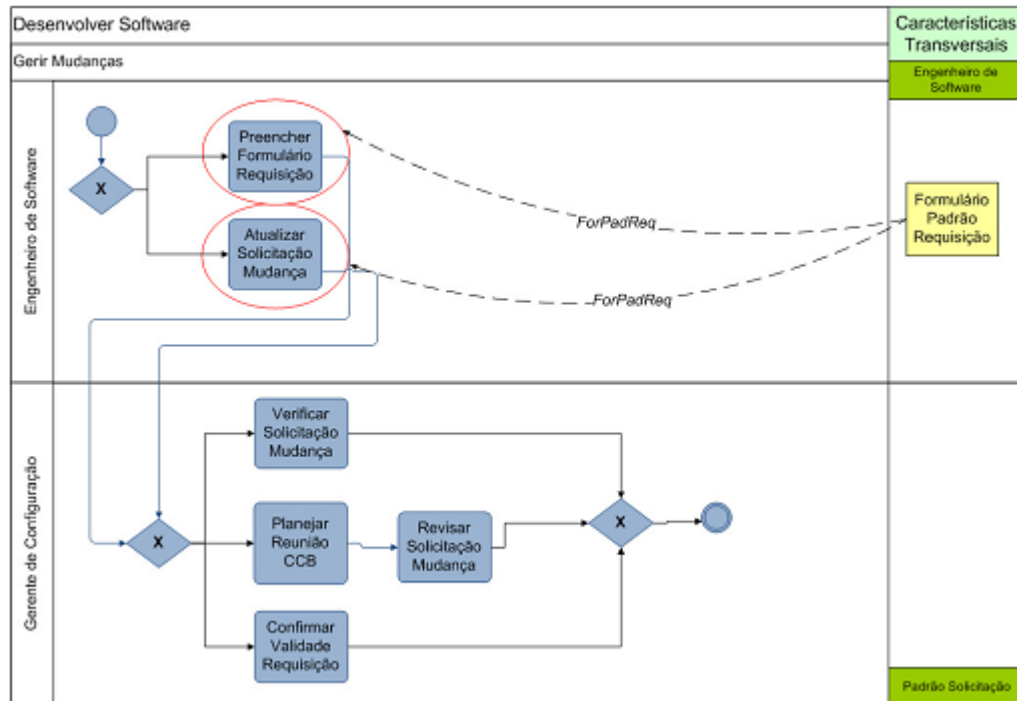 Desenvolver Software
Características
Transversais
Gerir Mudanças
Engenheiro de
Software
Engenheiro de Software
Preencher
Formulário
Requisição
X
Atualizar
Solicitação
Mudança
ForPadReq
ForPadReq
Formulário
Padrão
Requisição
Gerente de Configuração
Verificar
Solicitação
Mudança
X
Planejar
Reunião
CCB
Revisar
Solicitação
Mudança
X
Confirmar
Validade
Requisição
Padrão Solicitação